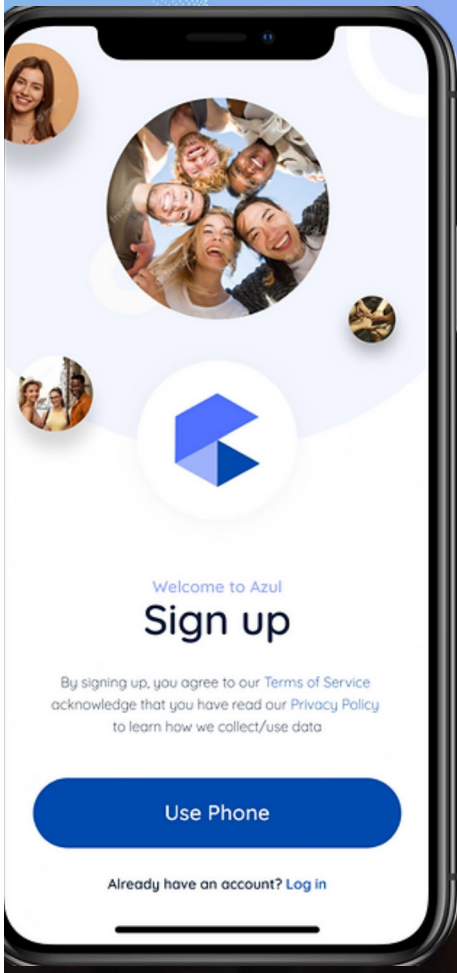 Welcome to Azul
Sign up
By signing up, you agree to our Terms of Service
acknowledge that you have read our Privacy Policy
to learn how we collect/use data
Use Phone
Already have an account? Log in